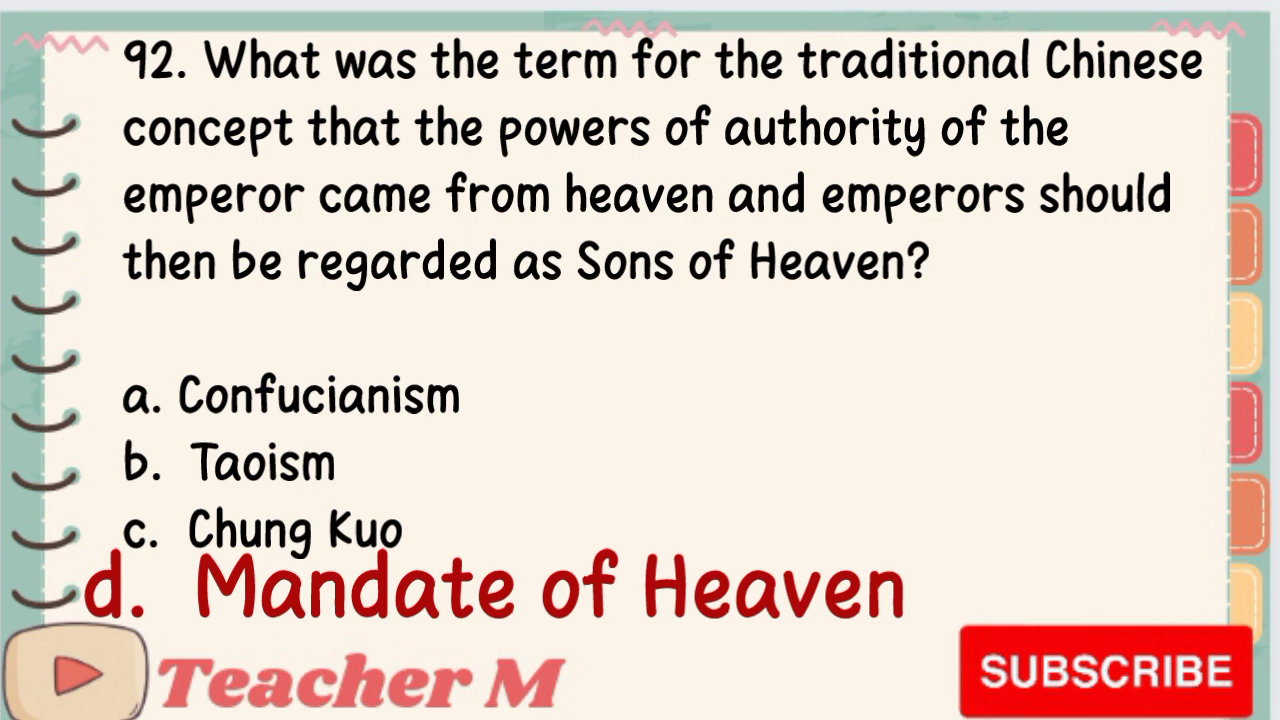 92. What was the term for the traditional Chinese
concept that the powers of authority of the
emperor came from heaven and emperors should
then be regarded as Sons of Heaven?
a. Confucianism
b. Taoism
c. Chung Kuo
d. Mandate of Heaven
Teacher M
SUBSCRIBE